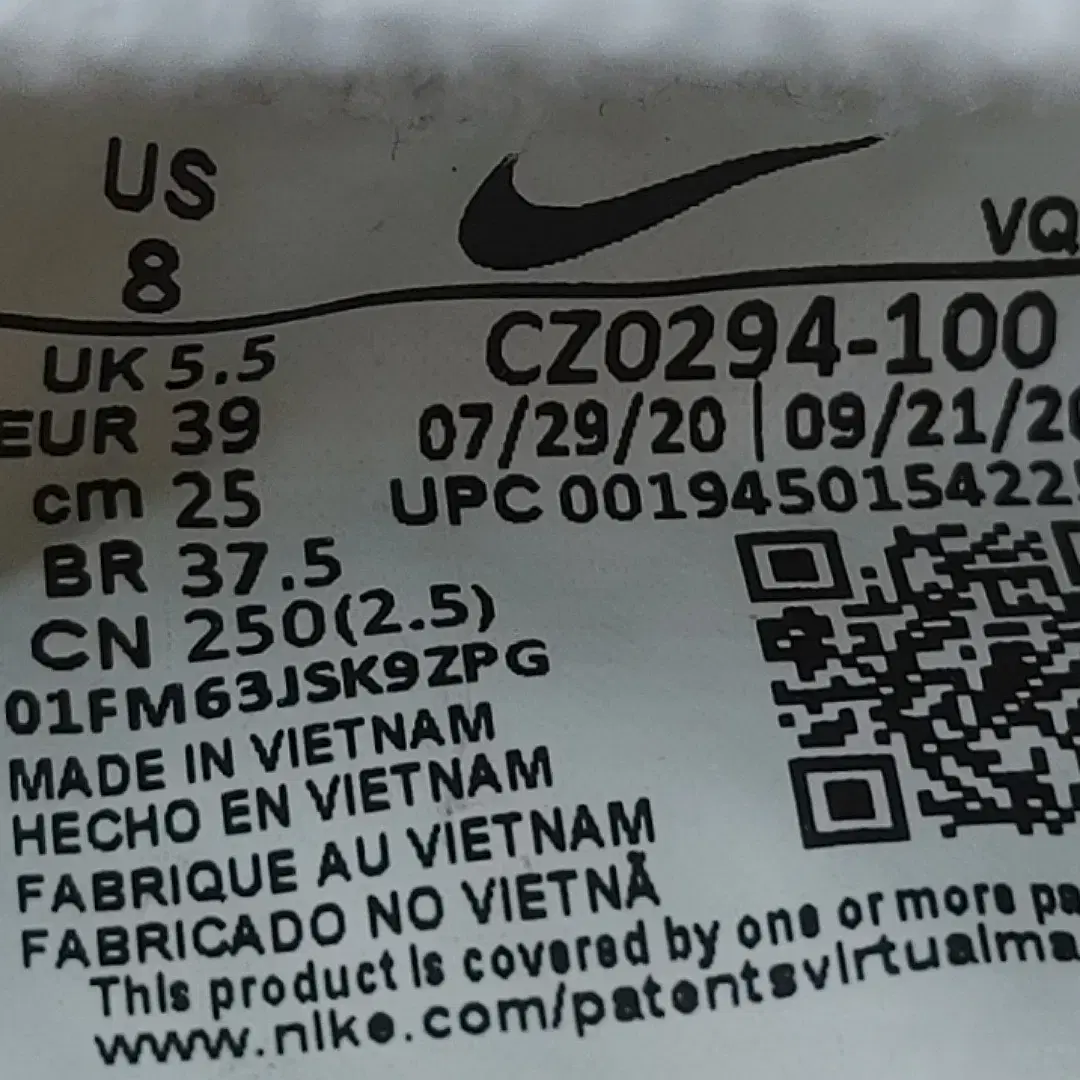 US
8
VQ
UK 5.5
CZ0294-100
EUR 39
07/29/20 | 09/21/20
cm 25
UPC 00194501542
BR 37.5
CN 250(2.5)
01FM63JSK9ZPG
MADE IN VIETNAM
HECHO EN VIETNAM
FABRIQUE AU VIETNAM
FABRICADO NO VIETNÃ
This product is covered by one or more pa
www.nike.com/patentsvirtualma